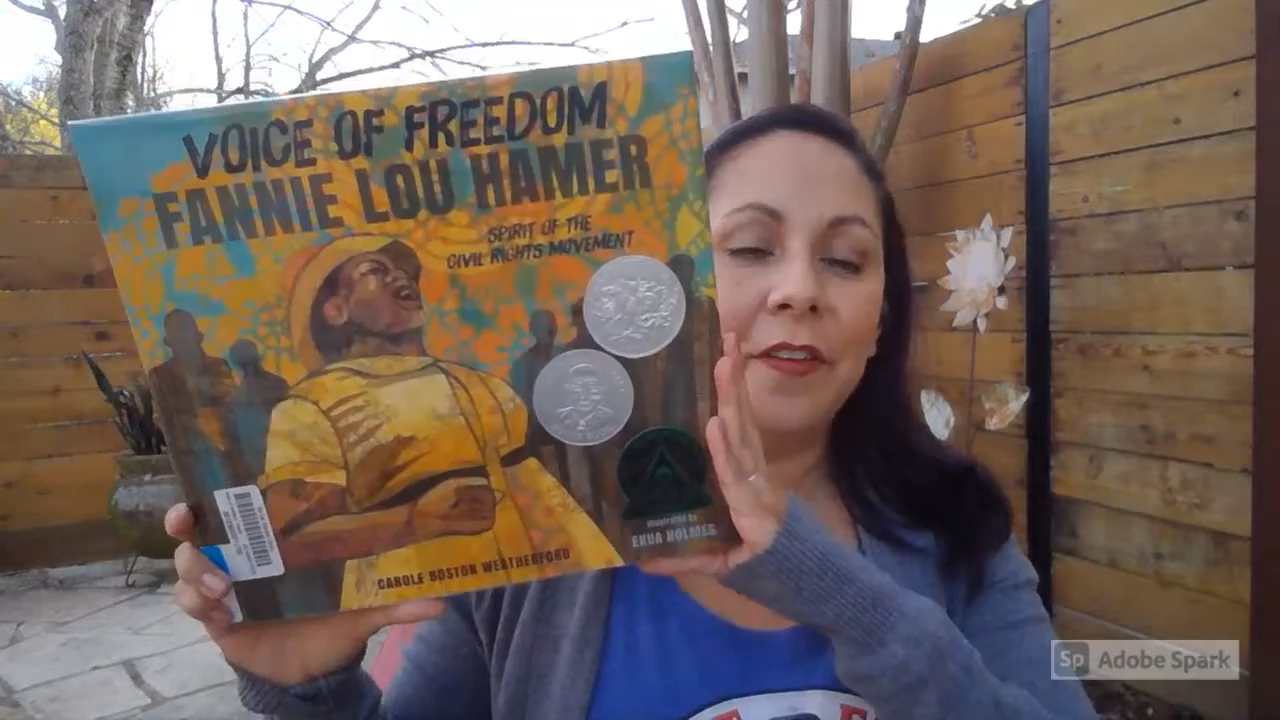 VOICE OF FREEDOM
FANNIE LOU HAMER
SPIRIT OF THE
CIVIL RIGHTS MOVEMENT
Illustrated by
EKUA HOLMES
CAROLE BOSTON WEATHERFORD
Sp Adobe Spark